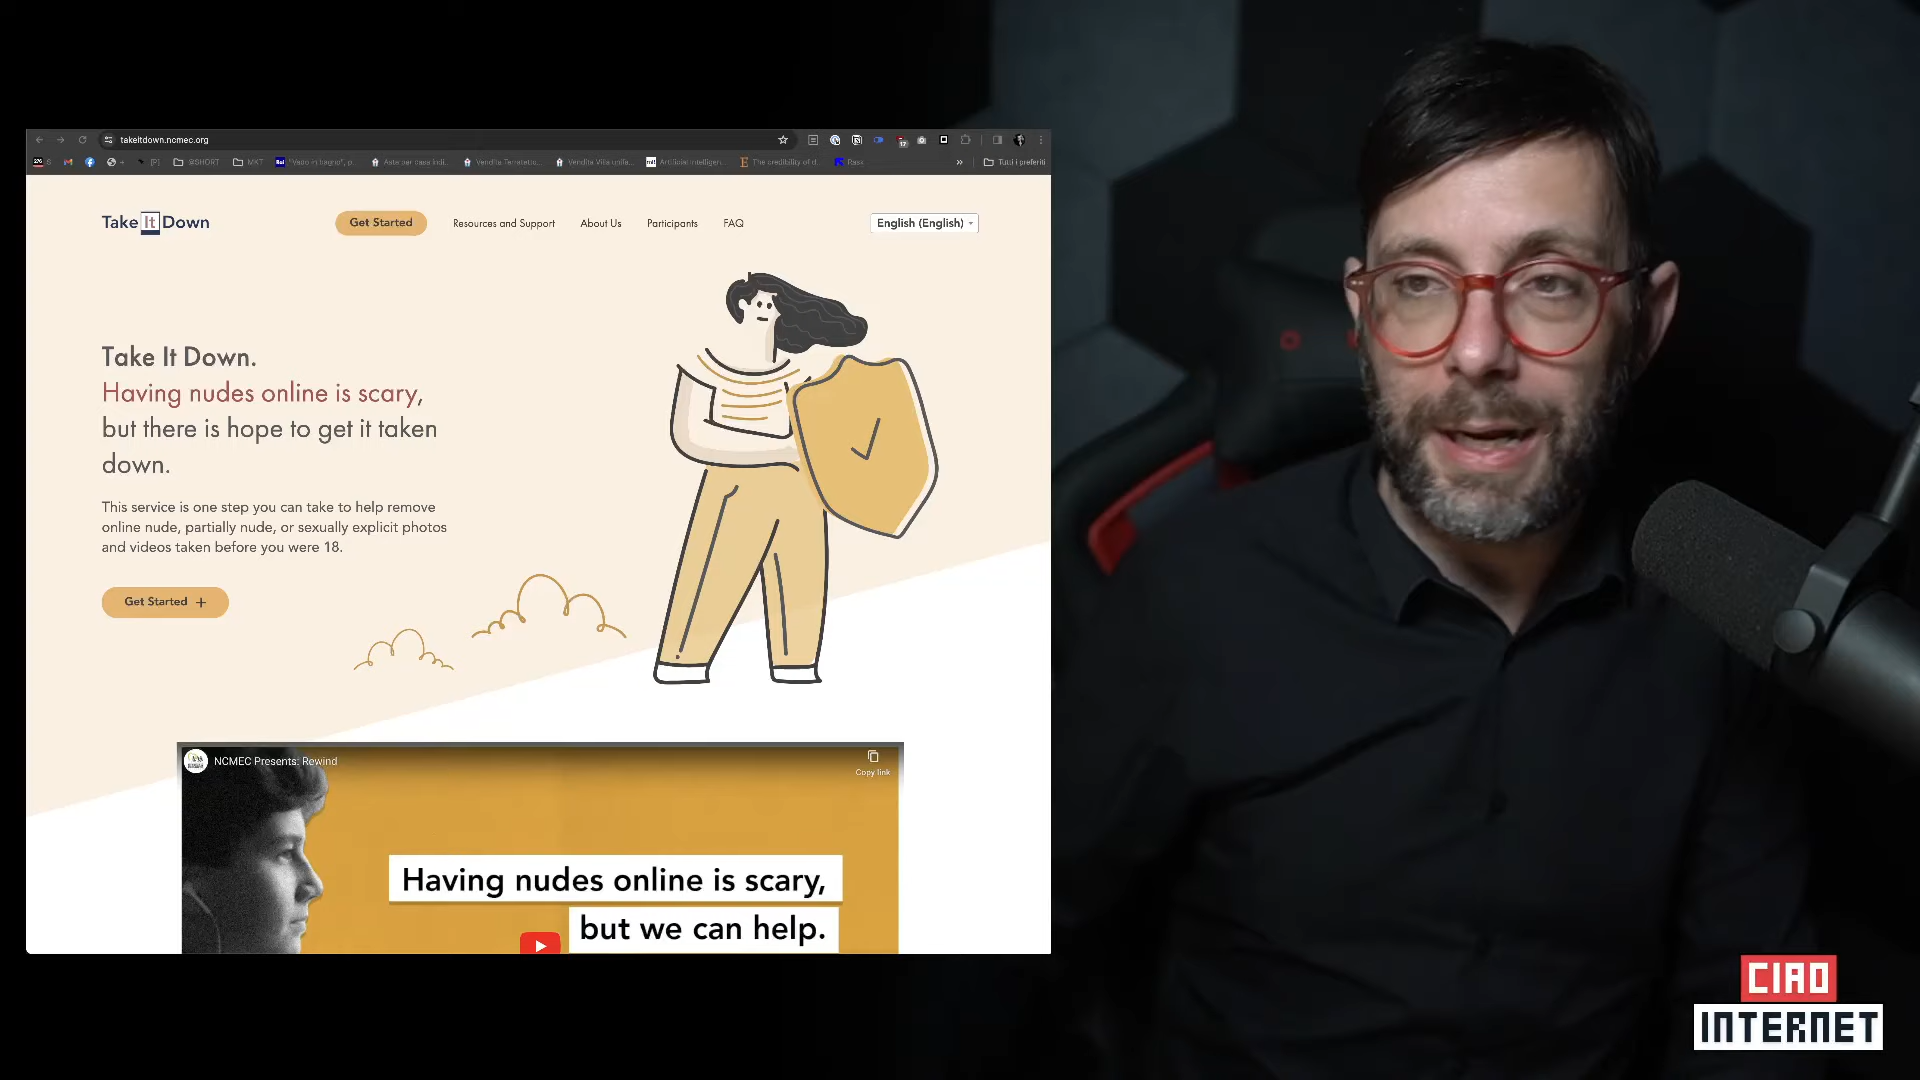 takeitdown.ncmec.org
@SHORT
MKT
Tutti i preferiti
Take It Down
Get Started
Resources and Support
About Us
Participants
FAQ
English (English)
Take It Down.
Having nudes online is scary,
but there is hope to get it taken
down.
This service is one step you can take to help remove
online nude, partially nude, or sexually explicit photos
and videos taken before you were 18.
Get Started +
NCMEC Presents: Rewind
Copy link
Having nudes online is scary,
but we can help.
CIAO
INTERNET